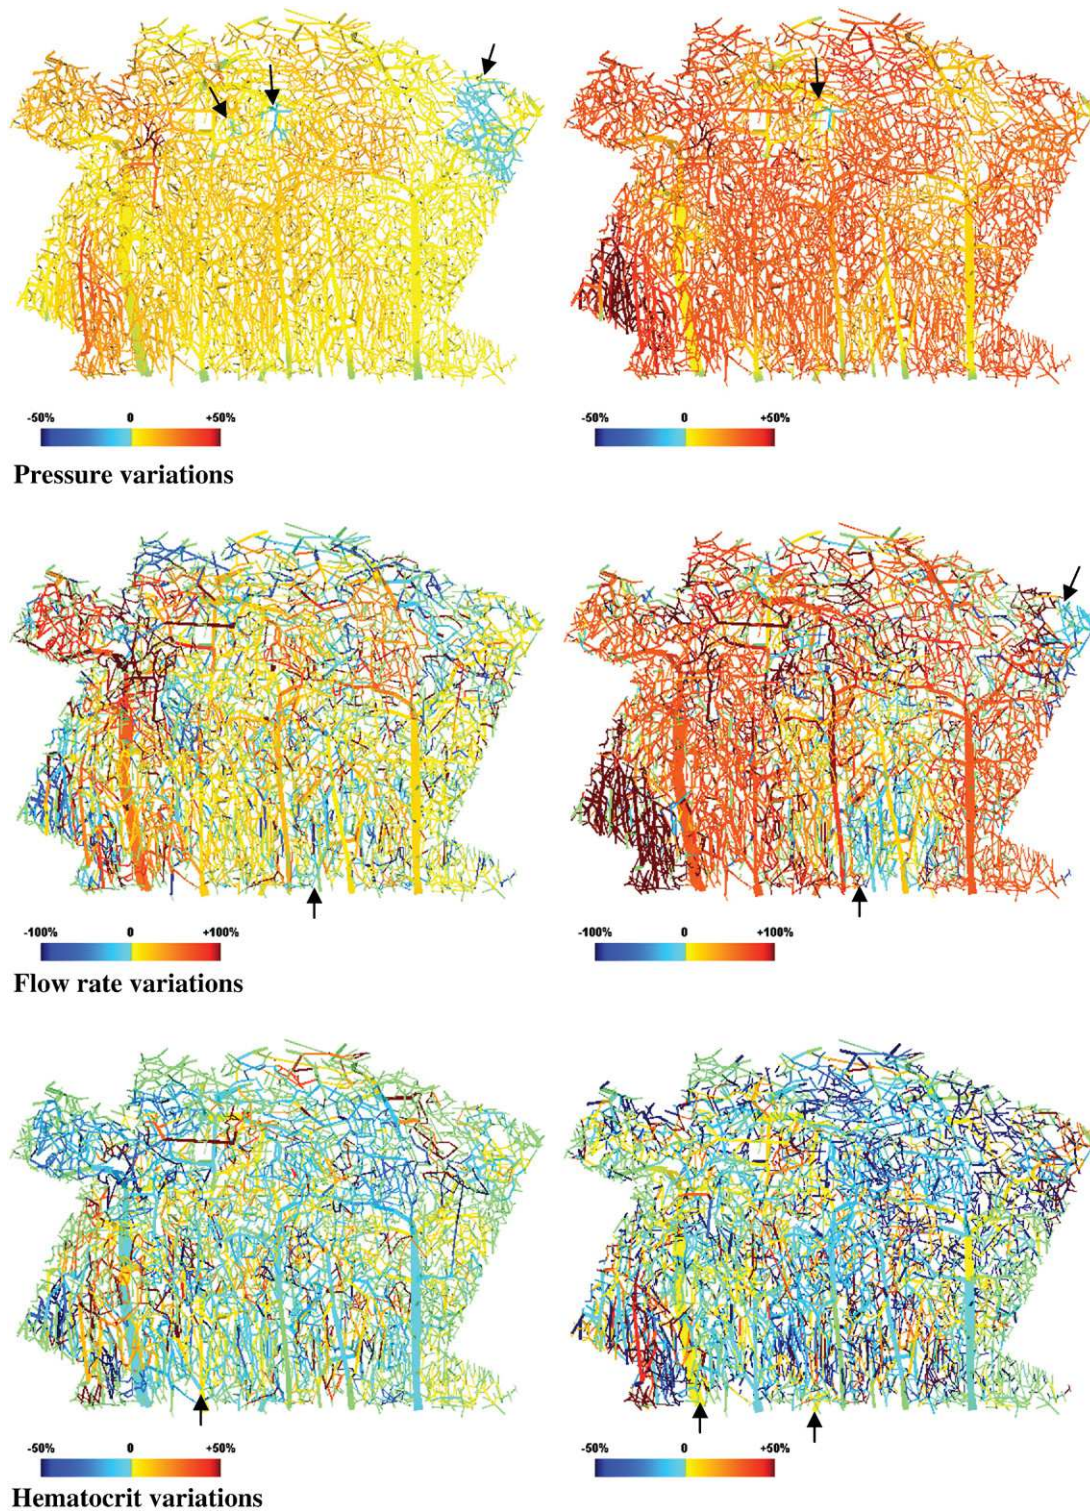 -50% 0 +50% -50% 0 +50%
Pressure variations
-100% 0 +100% -100% 0 +100%
Flow rate variations
-50% 0 +50% -50% 0 +50%
Hematocrit variations